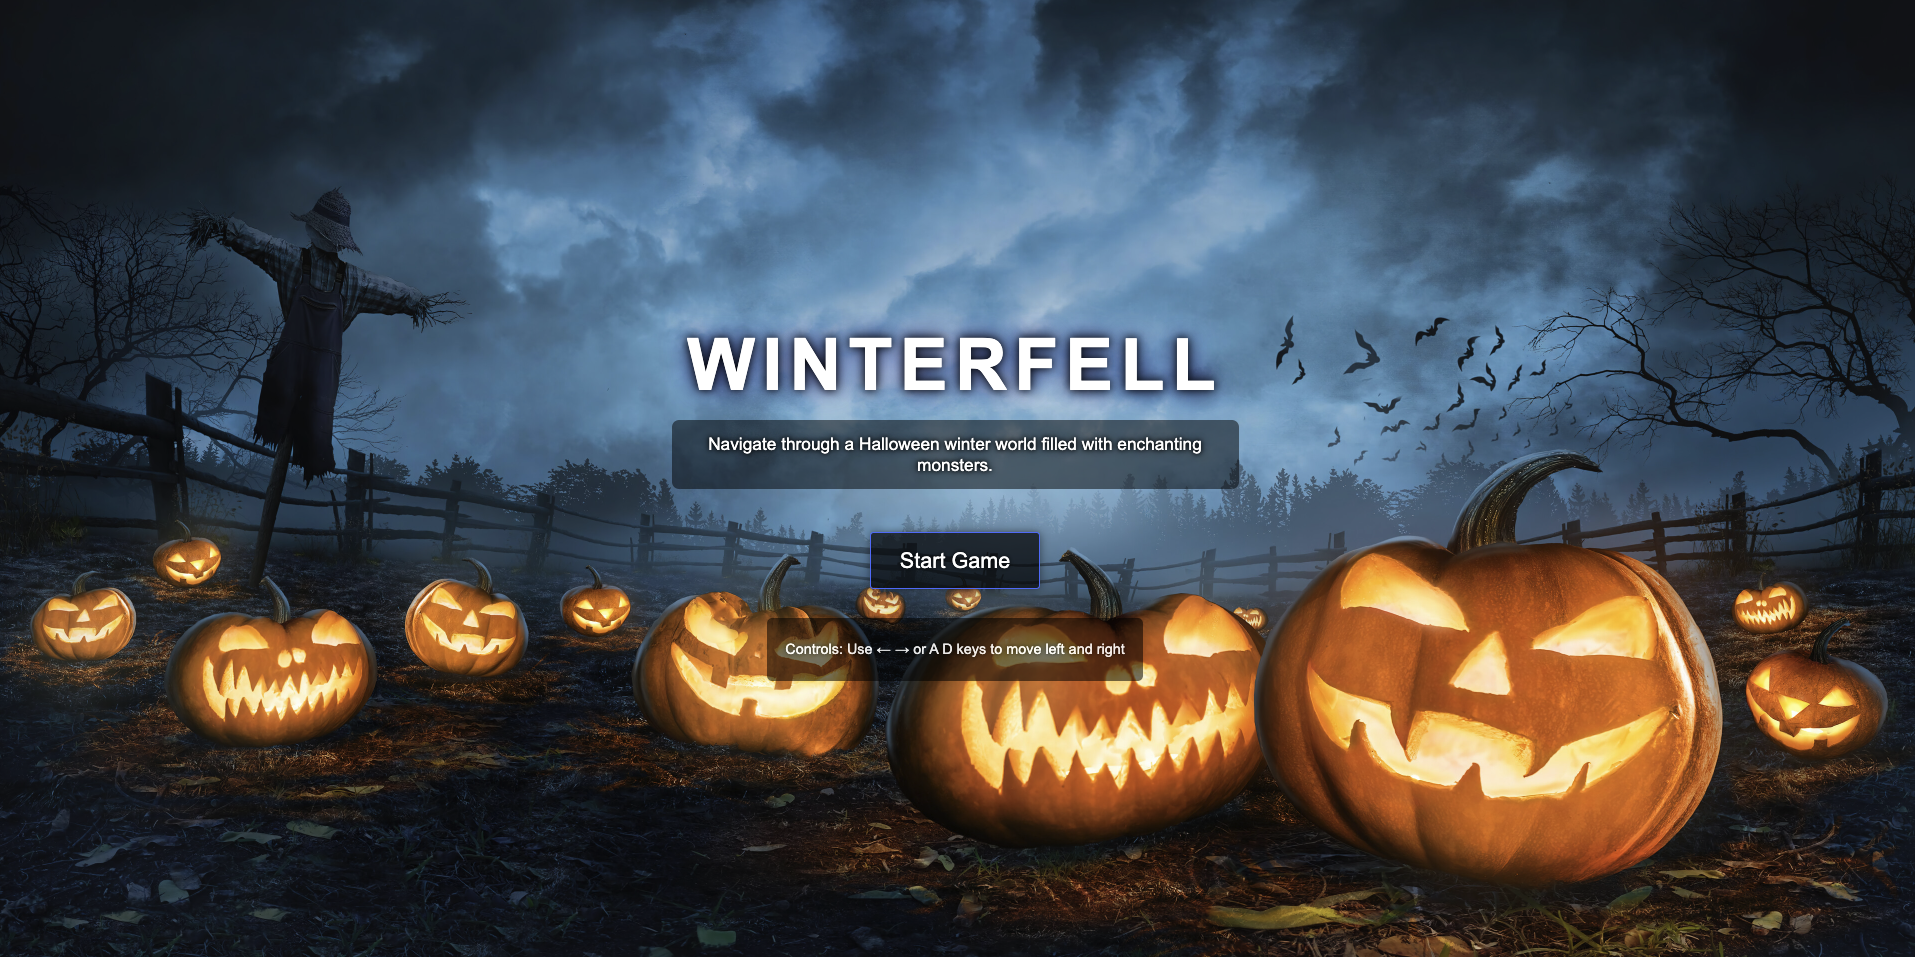 WINTERFELL
Navigate through a Halloween winter world filled with enchanting
monsters.
Start Game
Controls: Use ← → or A D keys to move left and right